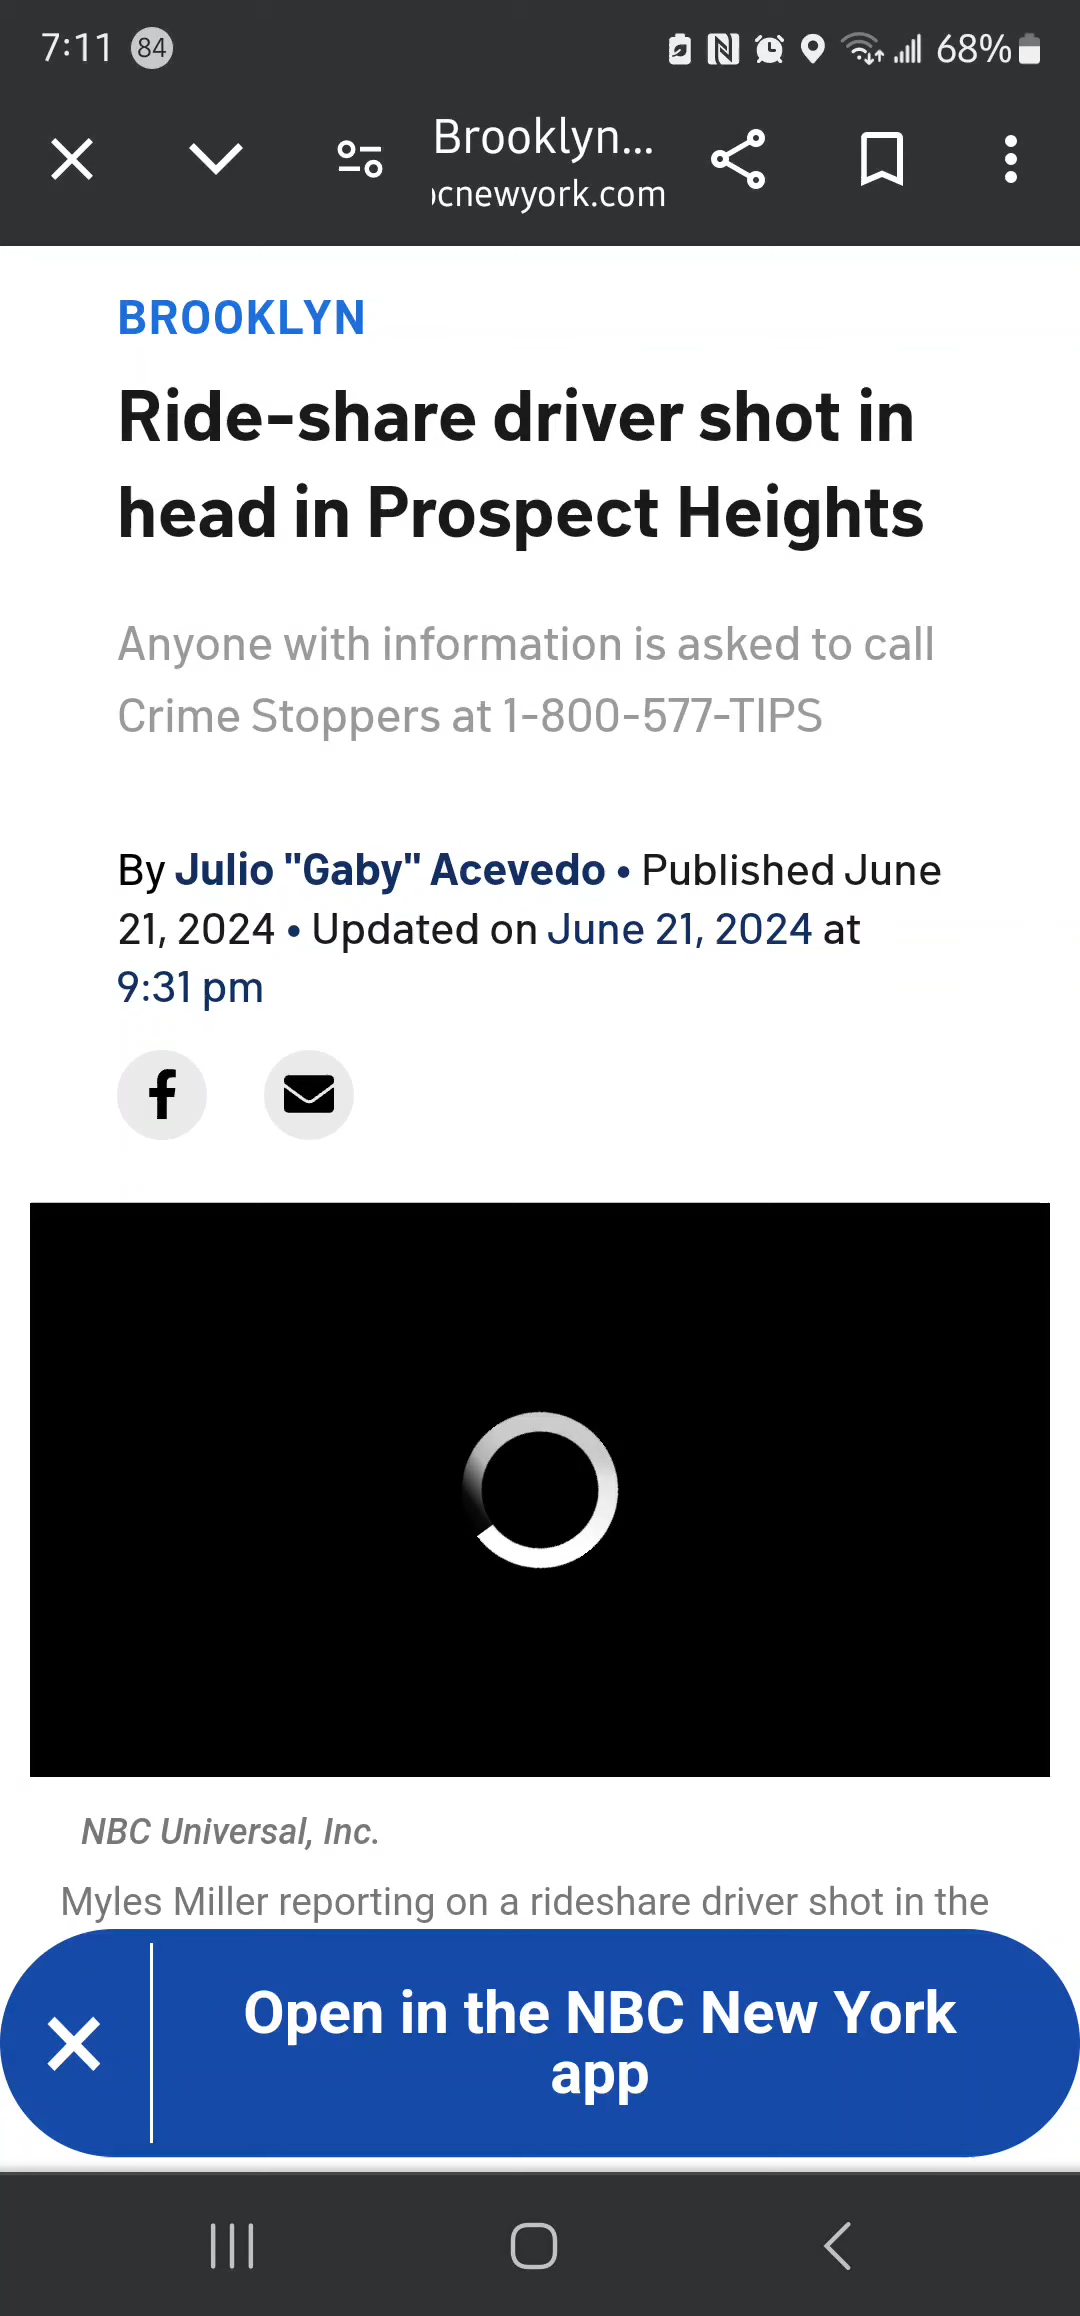 7:11 84 68%
Brooklyn...
cnewyork.com
BROOKLYN
Ride-share driver shot in
head in Prospect Heights
Anyone with information is asked to call
Crime Stoppers at 1-800-577-TIPS
By Julio "Gaby" Acevedo • Published June
21, 2024 • Updated on June 21, 2024 at
9:31 pm
NBC Universal, Inc.
Myles Miller reporting on a rideshare driver shot in the
Open in the NBC New York
app